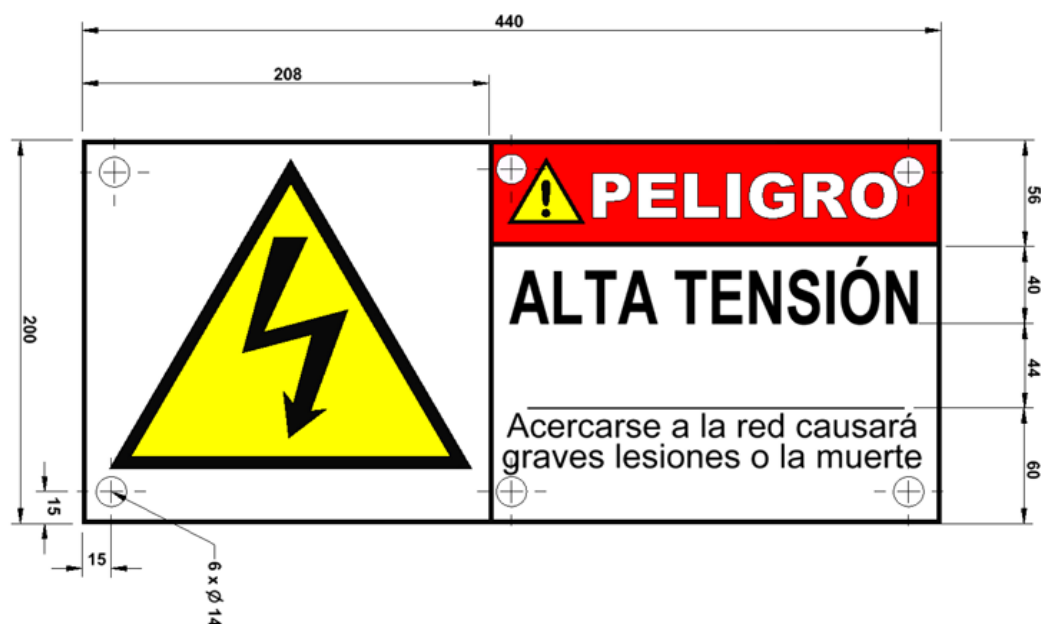 440
208
PELIGRO
56
ALTA TENSIÓN
40
200
44
Acercarse a la red causará
graves lesiones o la muerte
60
15
15
6 x Ø 14